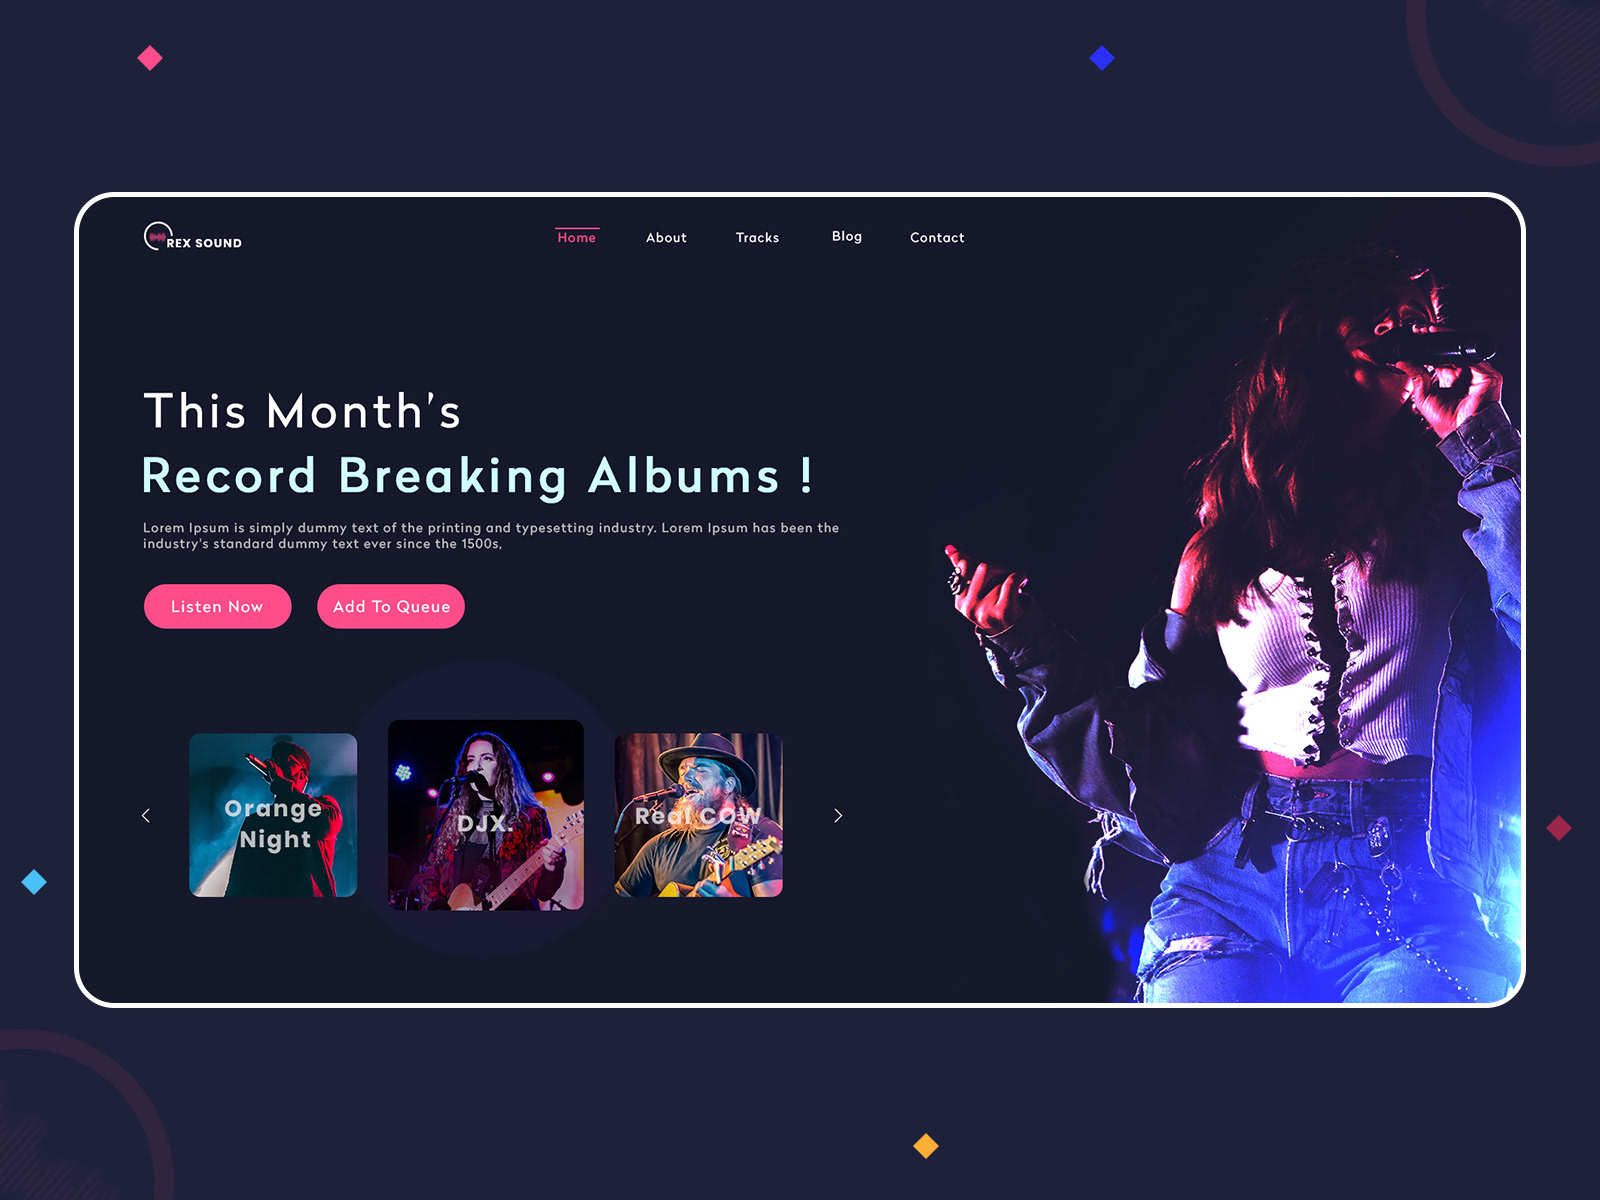 REX SOUND
Home
About
Tracks
Blog
Contact
This Month's
Record Breaking Albums !
Lorem Ipsum is simply dummy text of the printing and typesetting industry. Lorem Ipsum has been the
industry's standard dummy text ever since the 1500s,
Listen Now
Add To Queue
Orange
Night
DJX.
Real COW